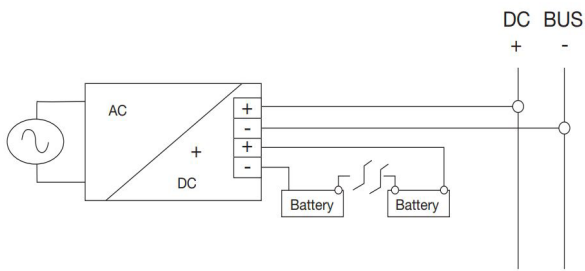 DC BUS
+ -
AC
+
-
+
-
+
DC
Battery Battery